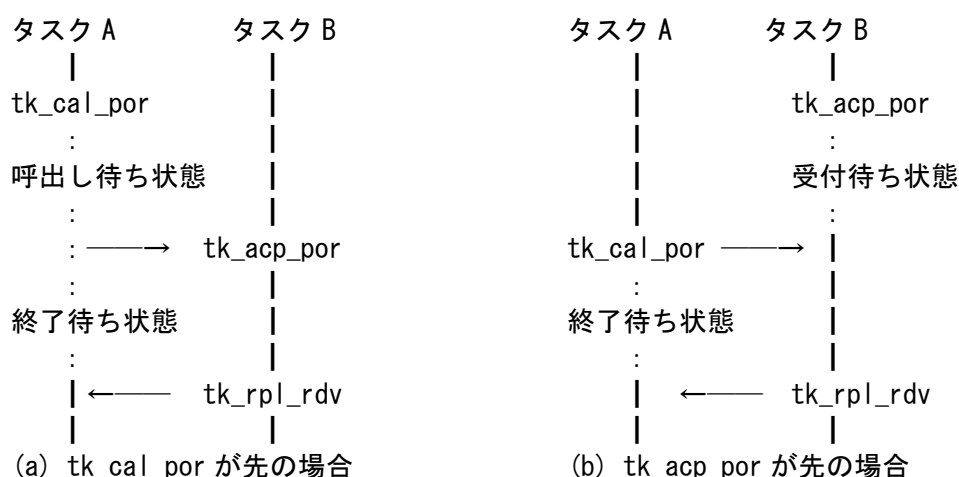 タスク A タスク B タスク A タスク B
tk_cal_por tk_acp_por
:  :
呼出し待ち状態 受付待ち状態
:  :
: ──→ tk_acp_por tk_cal_por ──→
:  :
終了待ち状態 終了待ち状態
:  :
←── tk_rpl_rdv ←── tk_rpl_rdv
(a) tk_cal_por が先の場合 (b) tk_acp_por が先の場合